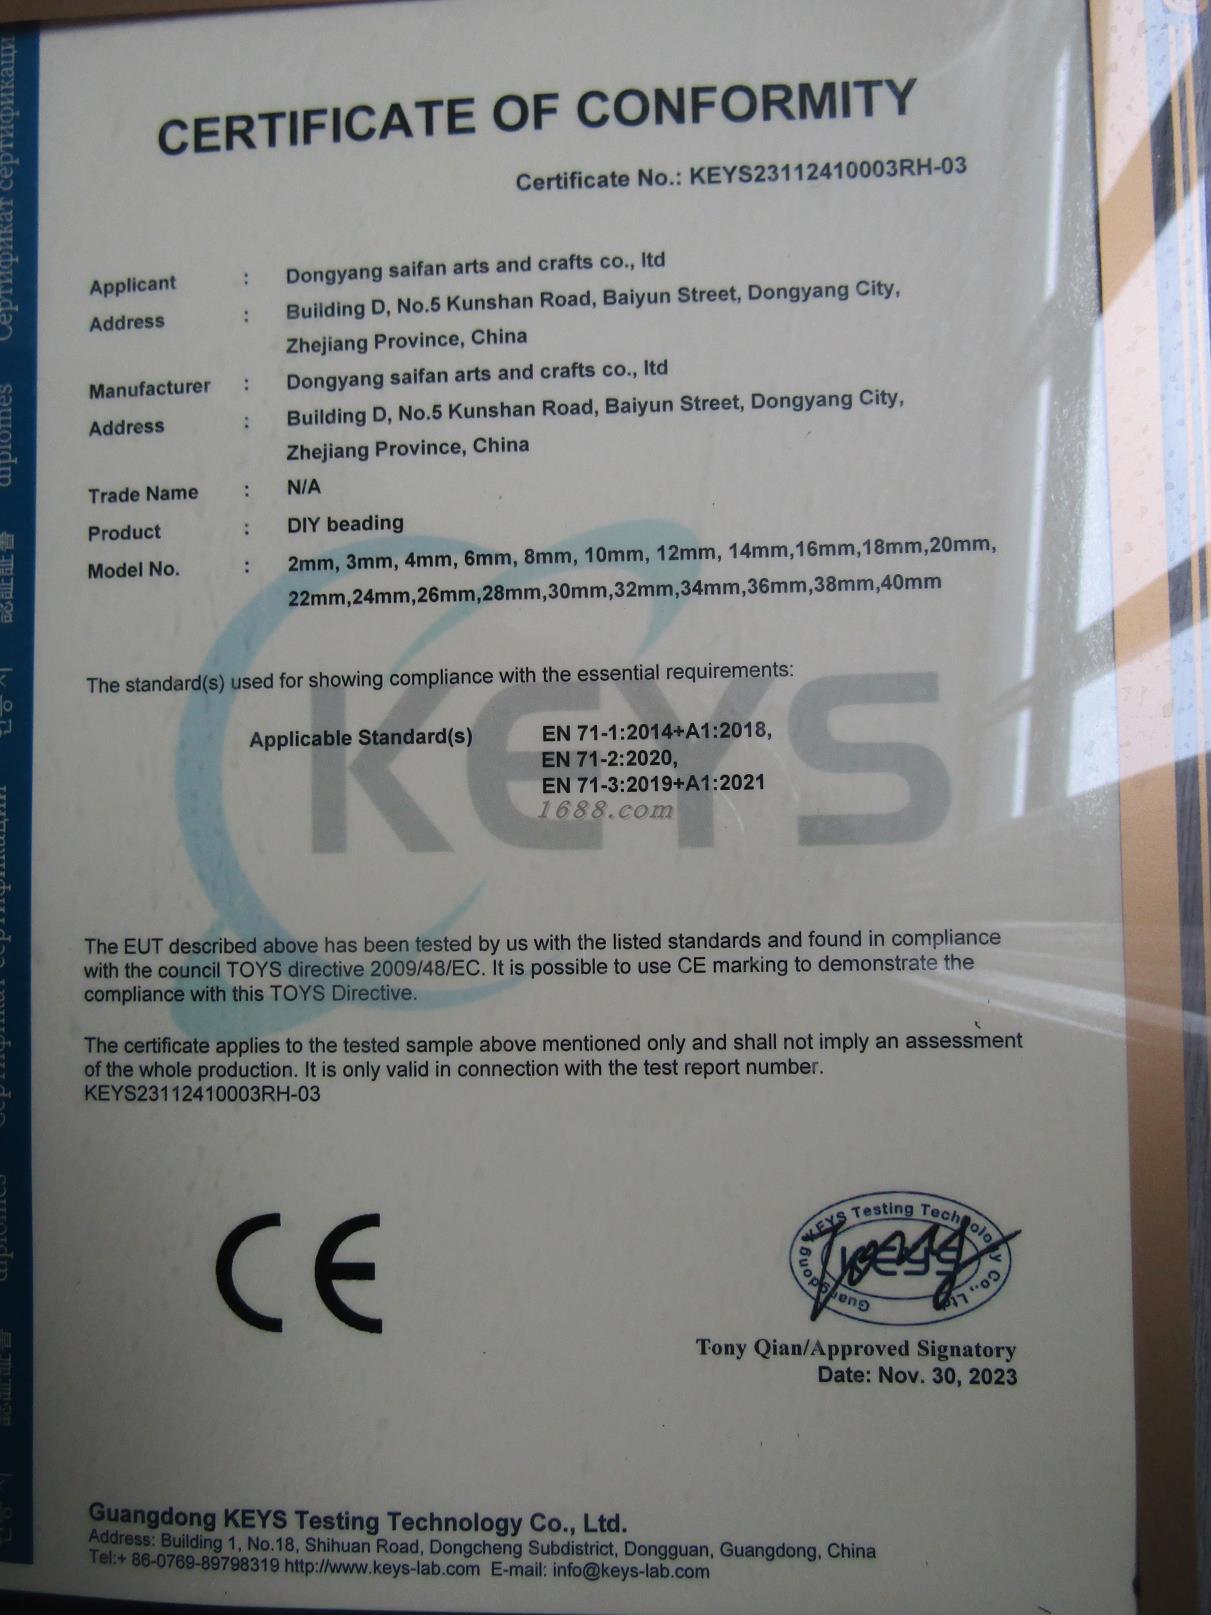 CERTIFICATE OF CONFORMITY
Certificate No.: KEYS23112410003RH-03
Applicant : Dongyang saifan arts and crafts co., ltd
Address : Building D, No.5 Kunshan Road, Baiyun Street, Dongyang City,
Zhejiang Province, China
Manufacturer : Dongyang saifan arts and crafts co., ltd
Address : Building D, No.5 Kunshan Road, Baiyun Street, Dongyang City,
Zhejiang Province, China
Trade Name : N/A
Product : DIY beading
Model No. : 2mm, 3mm, 4mm, 6mm, 8mm, 10mm, 12mm, 14mm,16mm,18mm,20mm,
22mm,24mm,26mm,28mm,30mm,32mm,34mm,36mm,38mm,40mm
The standard(s) used for showing compliance with the essential requirements:
KEYS
Applicable Standard(s) EN 71-1:2014+A1:2018,
EN 71-2:2020,
EN 71-3:2019+A1:2021
1688.com
The EUT described above has been tested by us with the listed standards and found in compliance
with the council TOYS directive 2009/48/EC. It is possible to use CE marking to demonstrate the
compliance with this TOYS Directive.
The certificate applies to the tested sample above mentioned only and shall not imply an assessment
of the whole production. It is only valid in connection with the test report number.
KEYS23112410003RH-03
CE
Guangdong KEYS Testing Technology Co., Ltd
KEYS
Tony Qian/Approved Signatory
Date: Nov. 30, 2023
Guangdong KEYS Testing Technology Co., Ltd.
Address: Building 1, No.18, Shihuan Road, Dongcheng Subdistrict, Dongguan, Guangdong, China
Tel:+ 86-0769-89798319 http://www.keys-lab.com E-mail: info@keys-lab.com
Сертификат сертификаци
diplomes